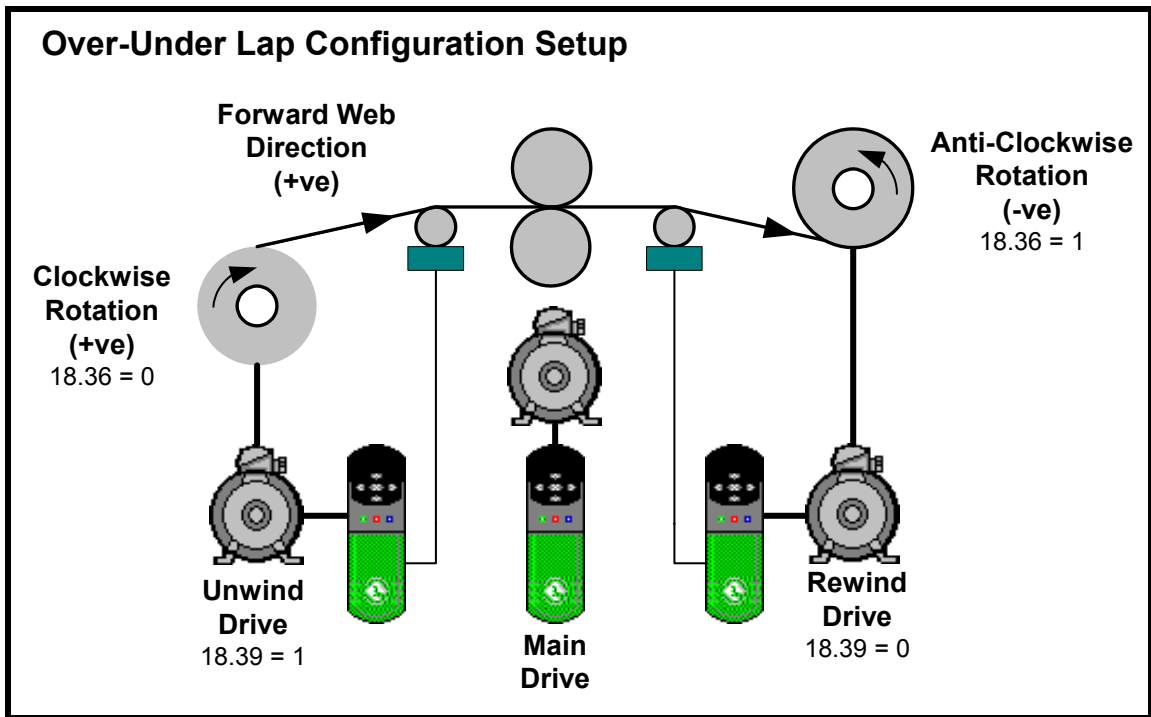 Over-Under Lap Configuration Setup
Forward Web
Direction
(+ve)
Anti-Clockwise
Rotation
(-ve)
18.36 = 1
Clockwise
Rotation
(+ve)
18.36 = 0
Unwind
Drive
18.39 = 1
Main
Drive
Rewind
Drive
18.39 = 0